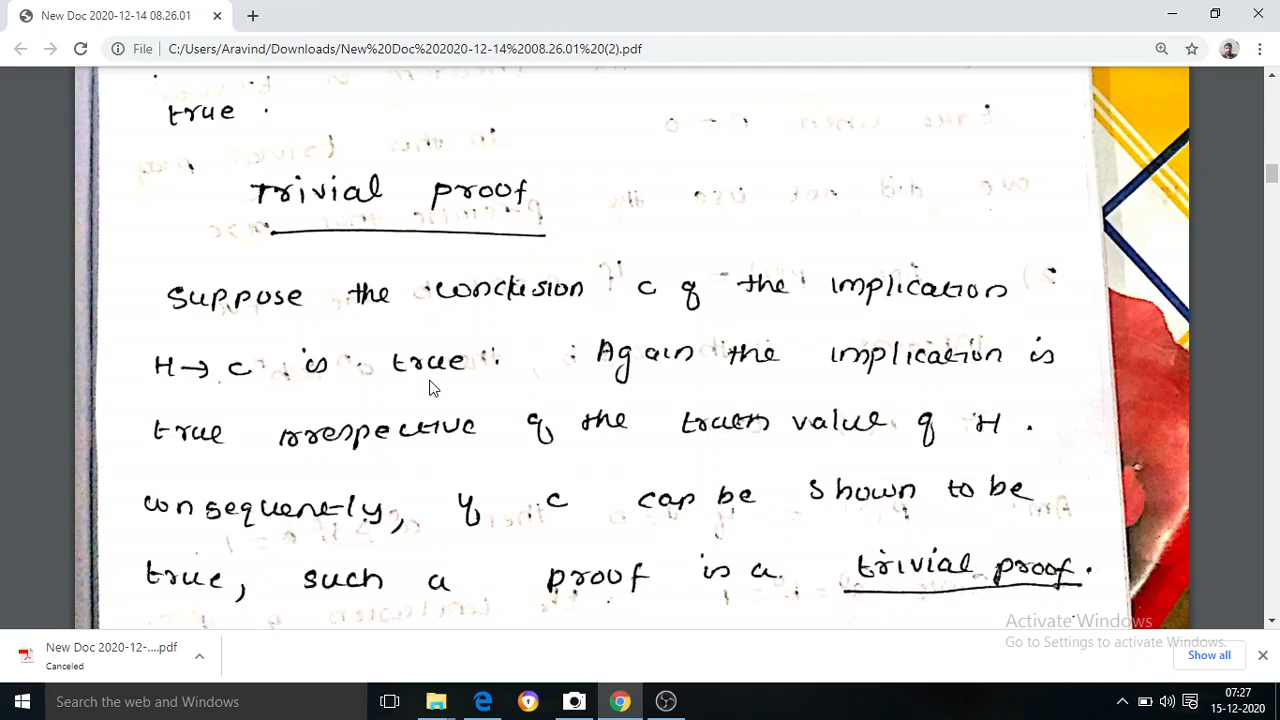 New Doc 2020-12-14 08.26.01
File C:/Users/Aravind/Downloads/New%20Doc%202020-12-14%2008.26.01%20(2).pdf
true .
Trivial proof
Suppose the conclusion c of the implication
H → c is true . Again the implication is
true irrespective of the truth value of H .
consequently, if c can be shown to be
true, such a proof is a trivial proof.
Activate Windows
Go to Settings to activate Windows.
New Doc 2020-12-....pdf
Canceled
Show all
Search the web and Windows
07:27
15-12-2020